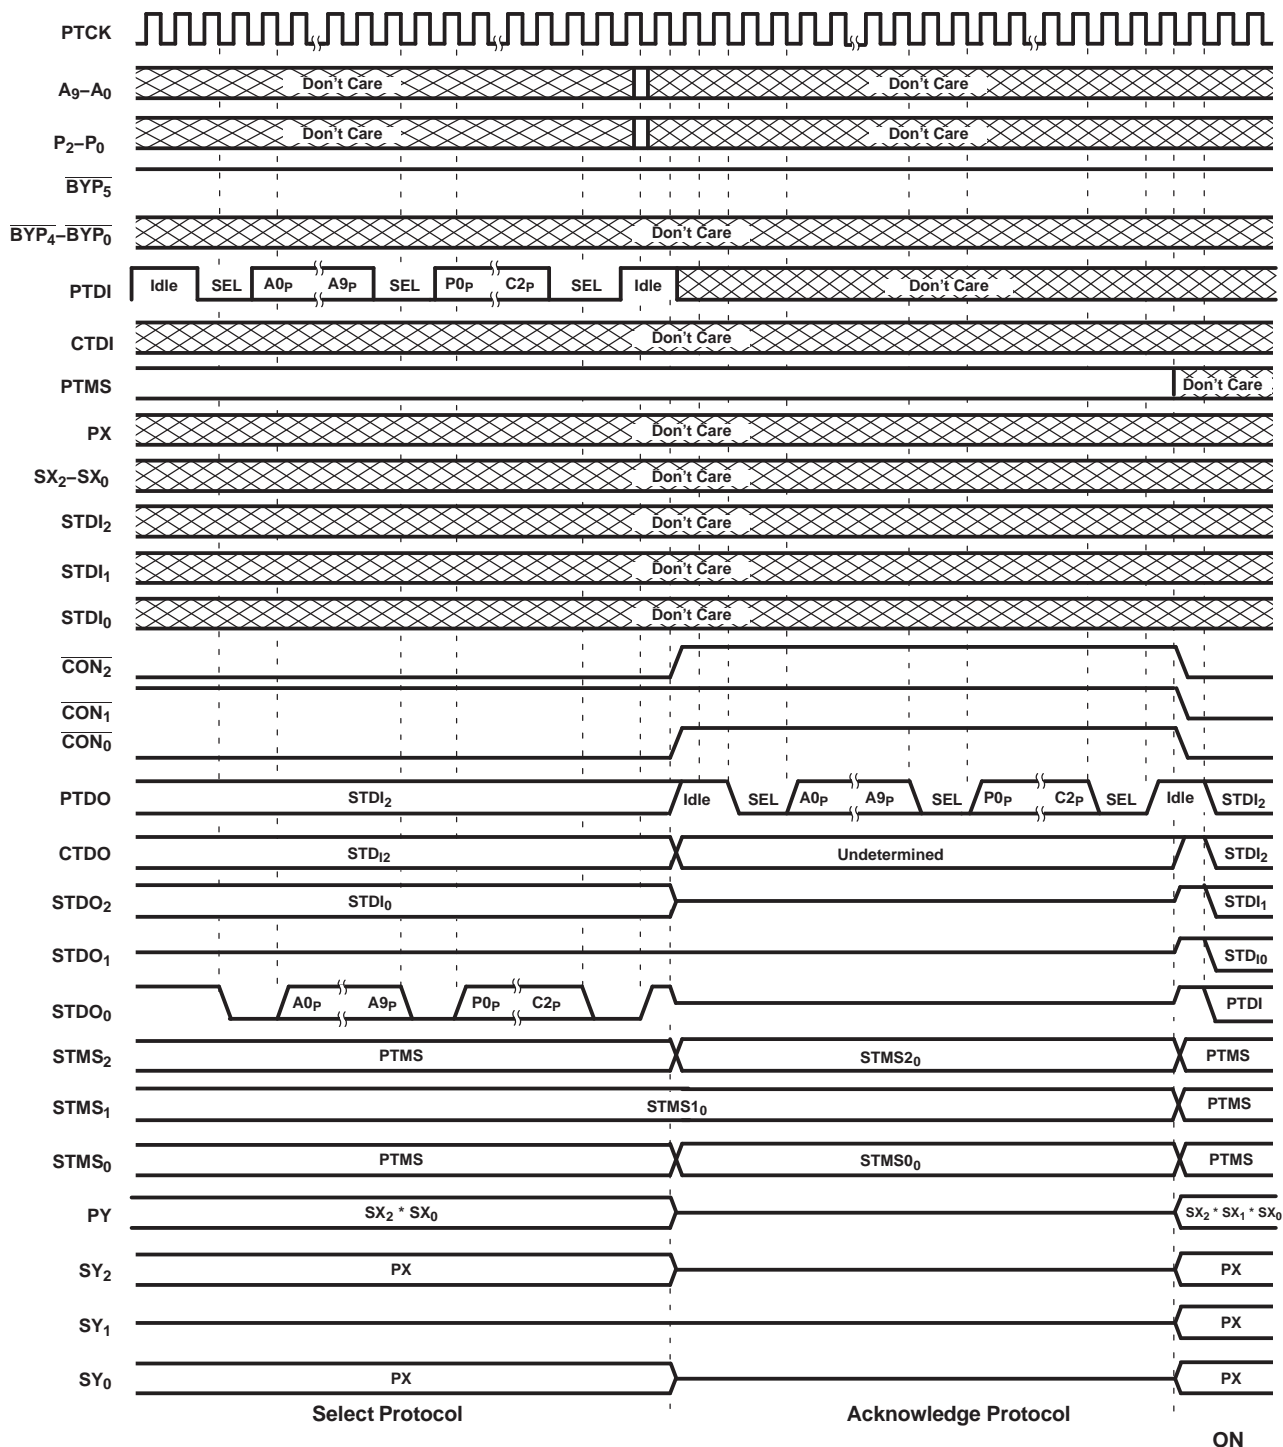 PTCK
A9–A0 Don't Care Don't Care
P2–P0 Don't Care Don't Care
BYP5
BYP4–BYP0 Don't Care
PTDI Idle SEL A0P A9P SEL P0P C2P SEL Idle Don't Care
CTDI Don't Care
PTMS Don't Care
PX Don't Care
SX2–SX0 Don't Care
STDI2 Don't Care
STDI1 Don't Care
STDI0 Don't Care
CON2
CON1
CON0
PTDO STDI2 Idle SEL A0P A9P SEL P0P C2P SEL Idle STDI2
CTDO STDI2 Undetermined STDI2
STDO2 STDI0 STDI1
STDO1 STDI0
STDO0 A0P A9P P0P C2P PTDI
STMS2 PTMS STMS20 PTMS
STMS1 STMS10 PTMS
STMS0 PTMS STMS00 PTMS
PY SX2 * SX0 SX2 * SX1 * SX0
SY2 PX PX
SY1 PX
SY0 PX PX
Select Protocol Acknowledge Protocol
ON